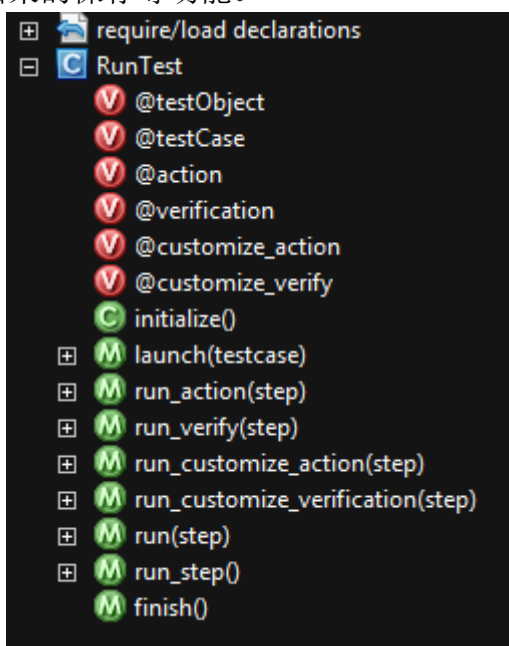 require/load declarations
C RunTest
V @testObject
V @testCase
V @action
V @verification
V @customize_action
V @customize_verify
C initialize()
M launch(testcase)
M run_action(step)
M run_verify(step)
M run_customize_action(step)
M run_customize_verification(step)
M run(step)
M run_step()
M finish()